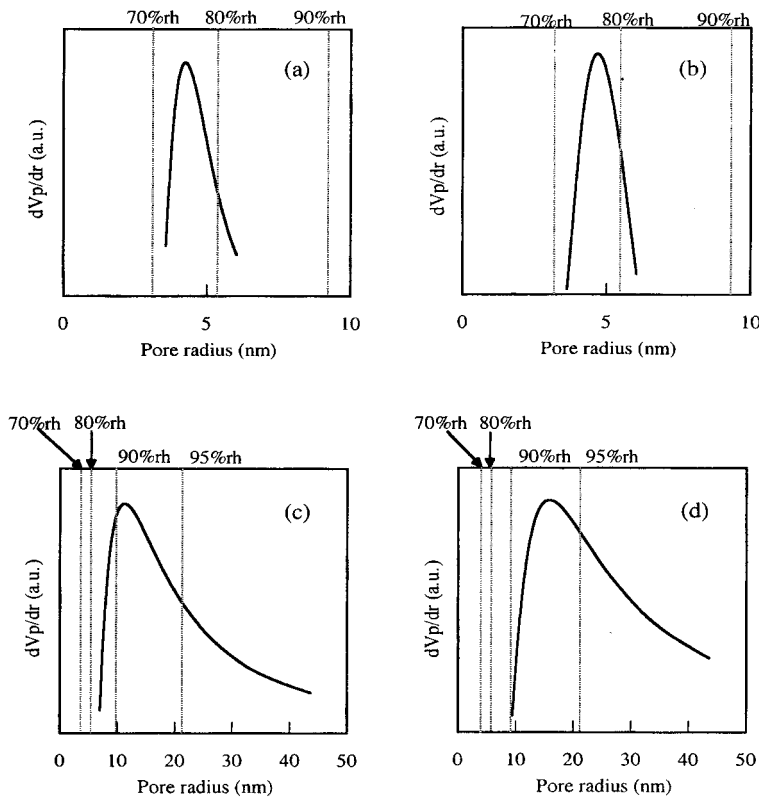 70%rh 80%rh 90%rh
(a)
dVp/dr (a.u.)
0 5 10
Pore radius (nm)
70%rh 80%rh 90%rh
(b)
dVp/dr (a.u.)
0 5 10
Pore radius (nm)
70%rh 80%rh
90%rh 95%rh
(c)
dVp/dr (a.u.)
0 10 20 30 40 50
Pore radius (nm)
70%rh 80%rh
90%rh 95%rh
(d)
dVp/dr (a.u.)
0 10 20 30 40 50
Pore radius (nm)